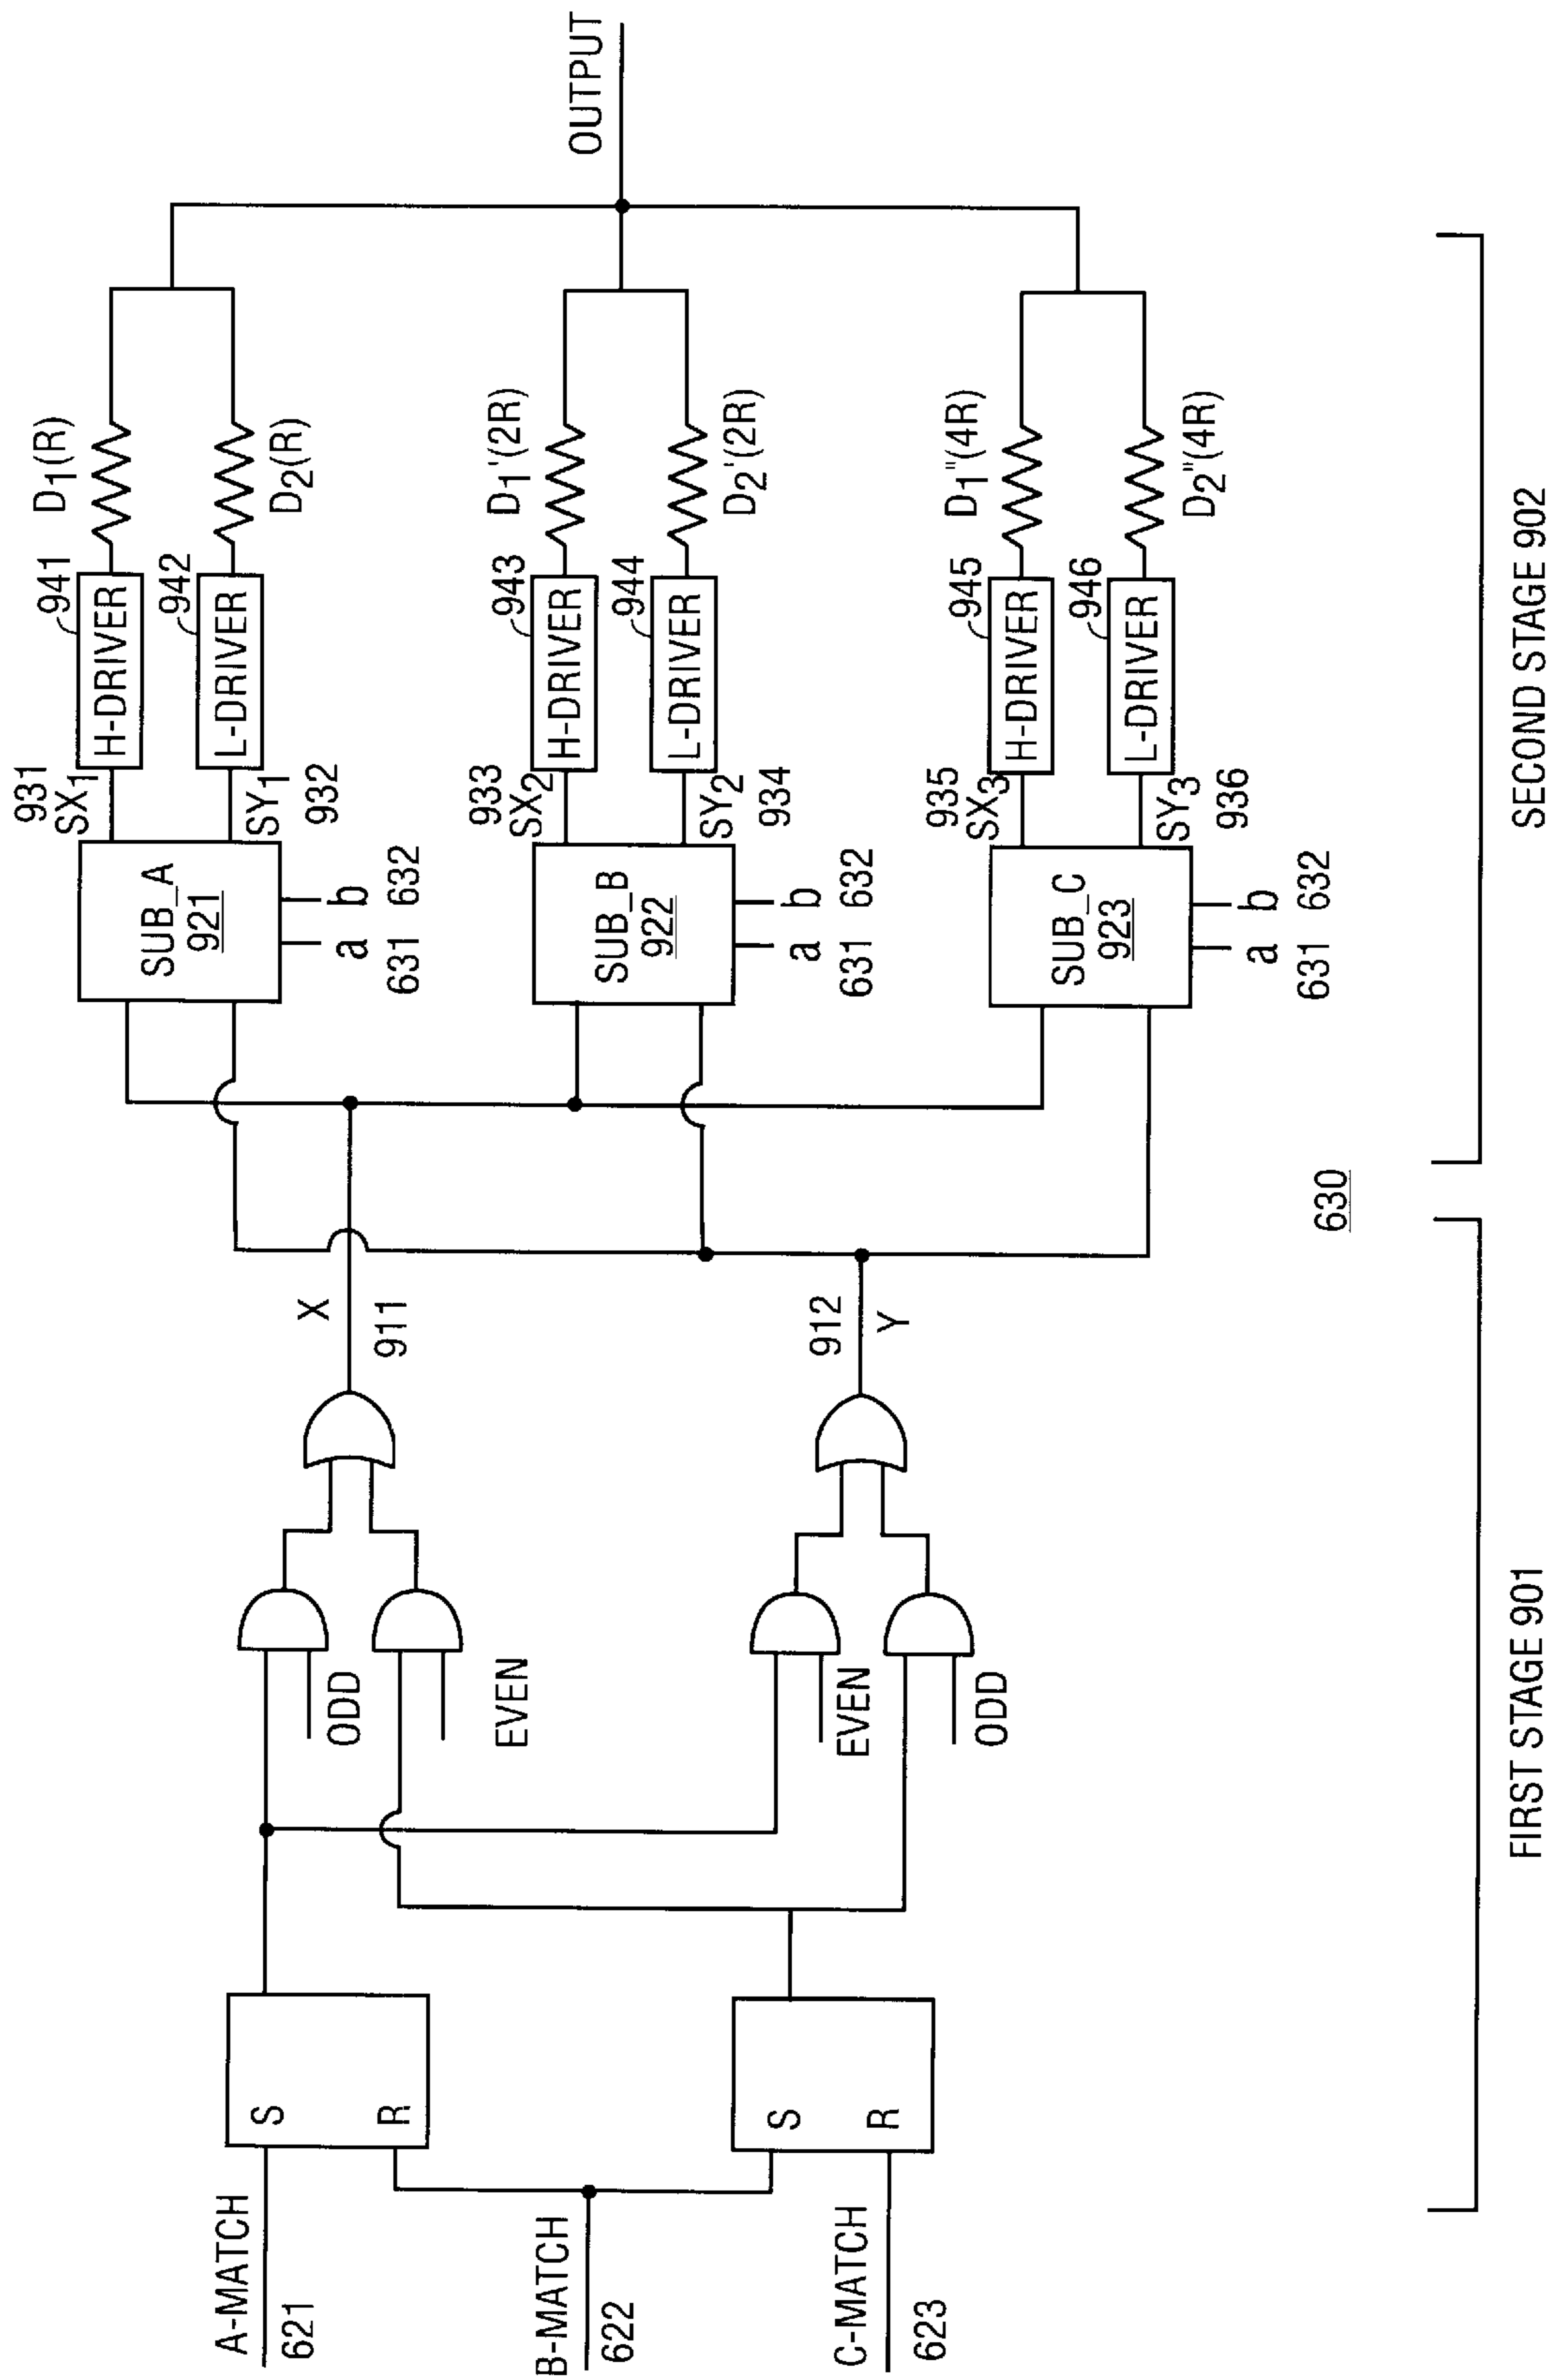 A-MATCH
621
B-MATCH
622
C-MATCH
623
S
R
S
R
ODD
EVEN
EVEN
ODD
X
911
912
Y
SUB_A
921
a
631
b
632
931
SX1
SY1
932
H-DRIVER
941
L-DRIVER
942
D1(R)
D2(R)
SUB_B
922
a
631
b
632
933
SX2
SY2
934
H-DRIVER
943
L-DRIVER
944
D1'(2R)
D2'(2R)
SUB_C
923
a
631
b
632
935
SX3
SY3
936
H-DRIVER
945
L-DRIVER
946
D1"(4R)
D2"(4R)
OUTPUT
630
FIRST STAGE 901
SECOND STAGE 902